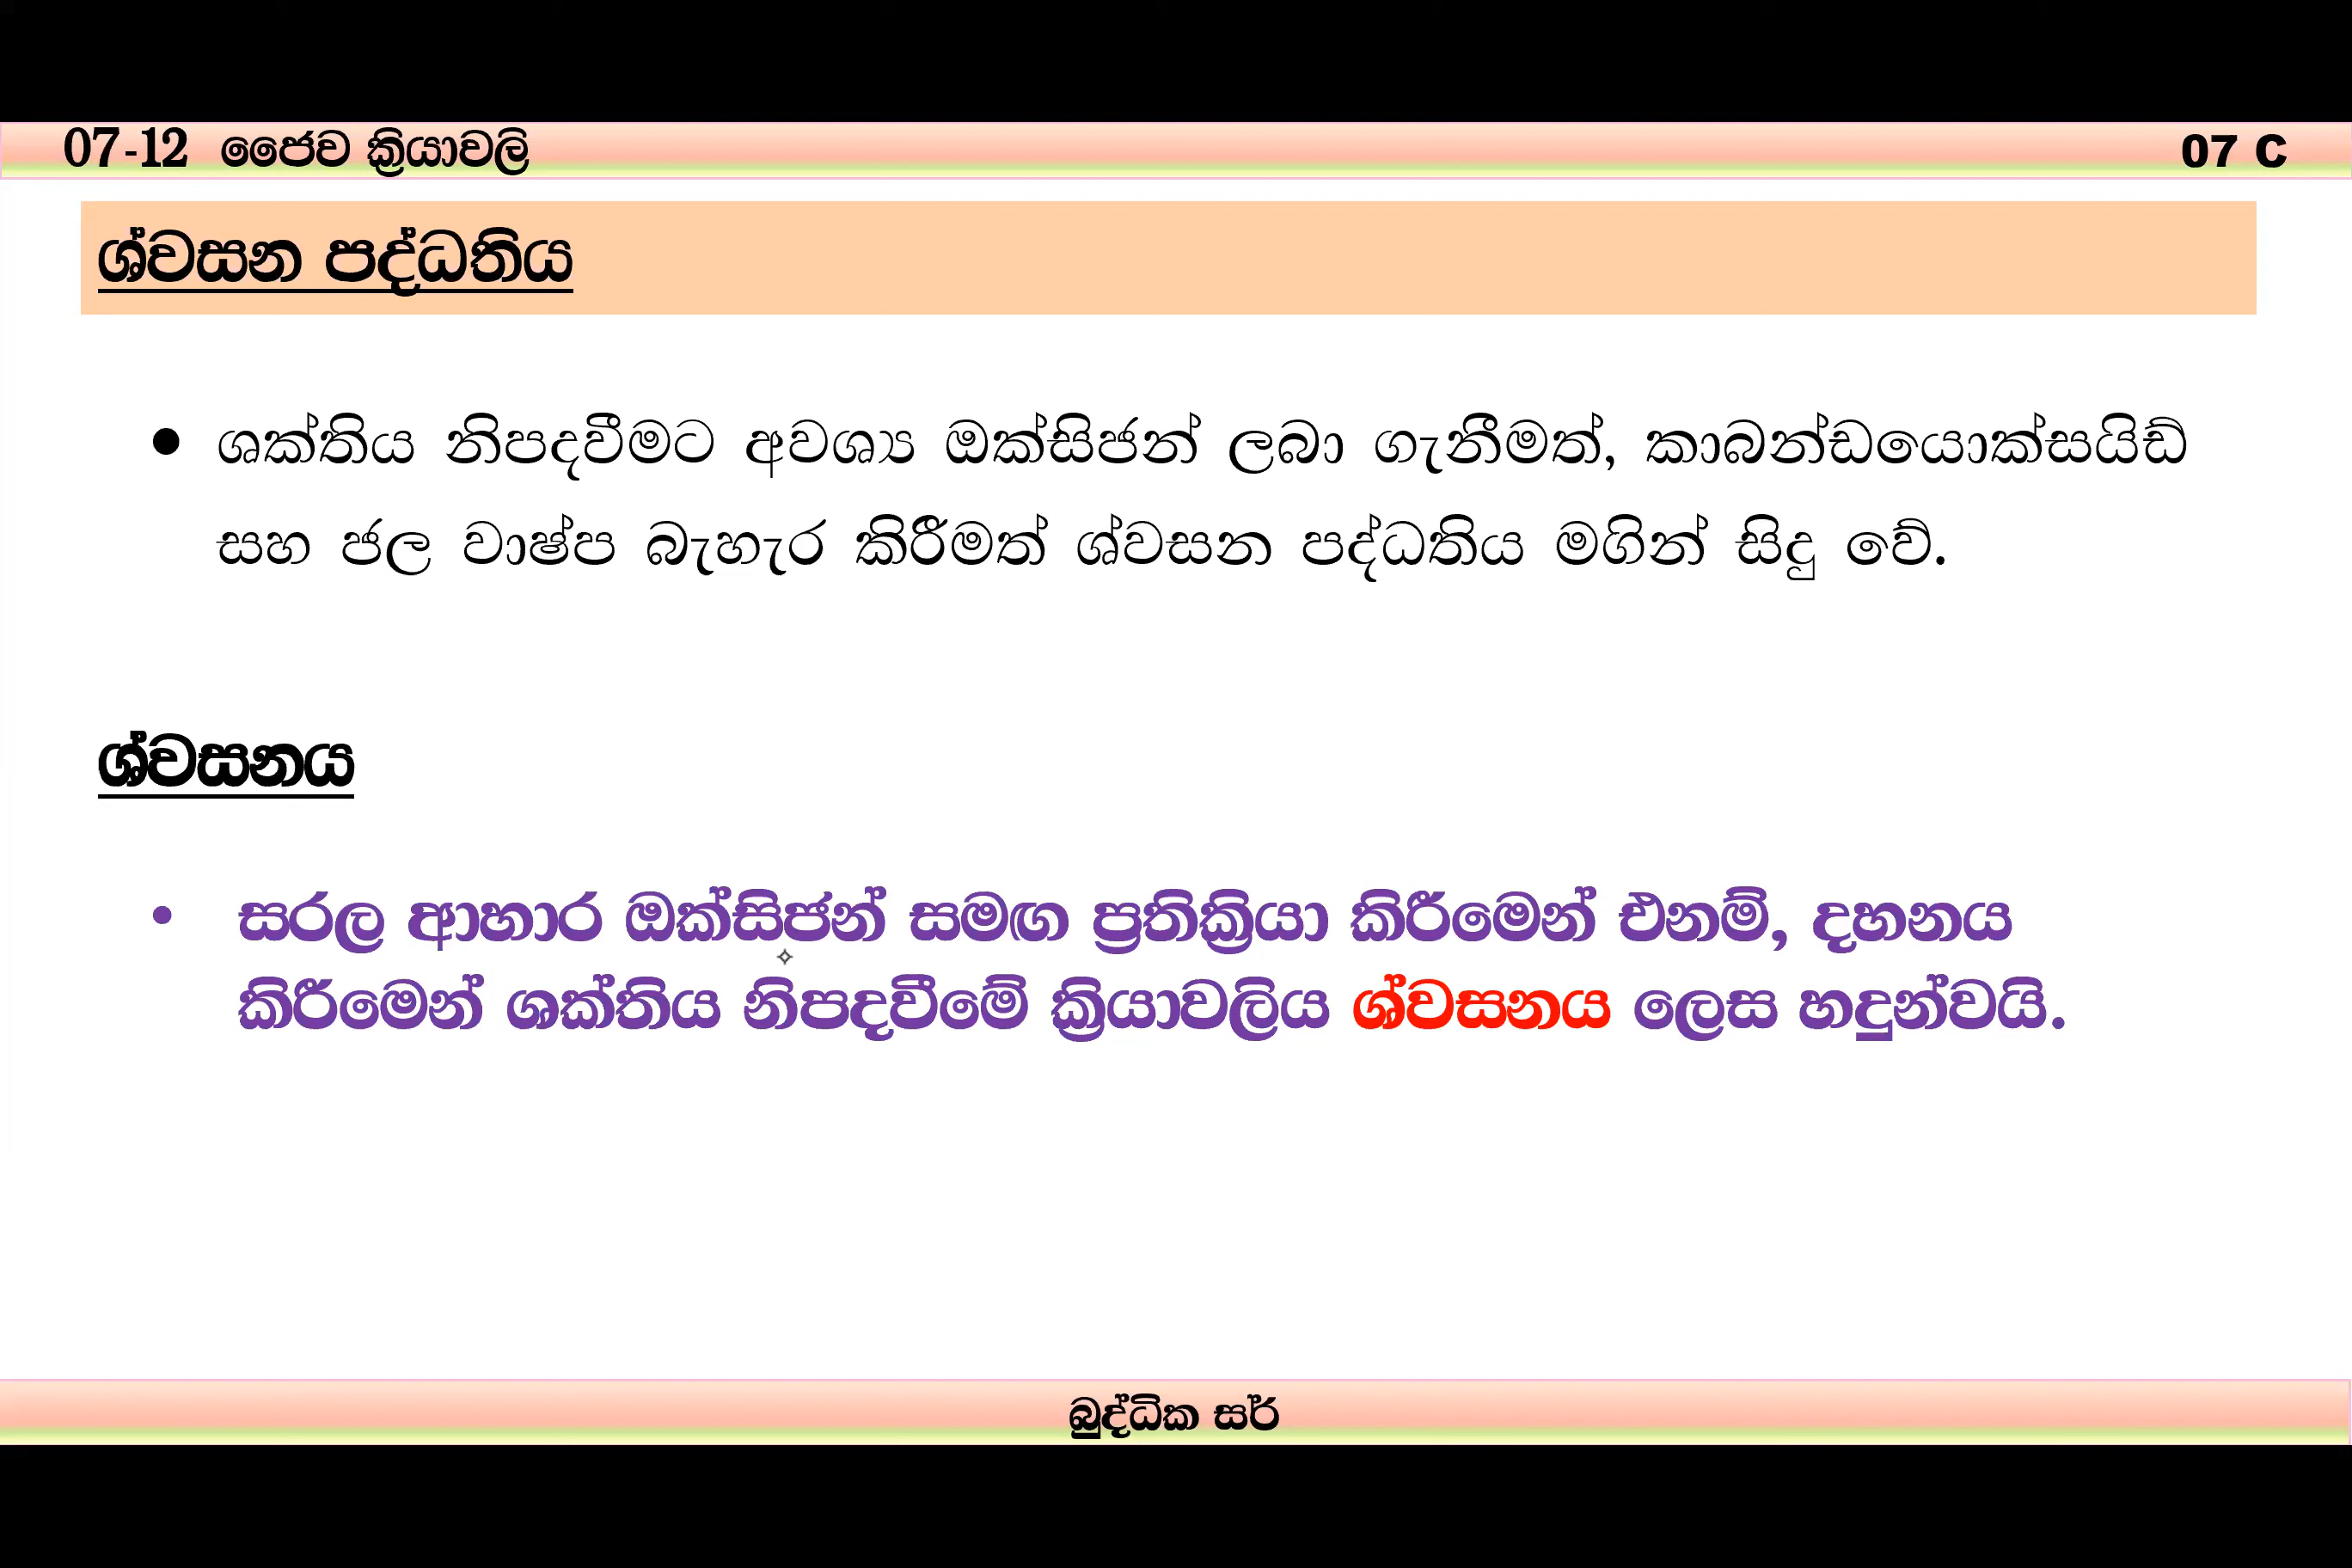 07-12 ජෛව ක්‍රියාවලි
07 C
ශ්වසන පද්ධතිය
● ශක්තිය නිපදවීමට අවශ්‍ය ඔක්සිජන් ලබා ගැනීමත්, කාබන්ඩයොක්සයිඩ්
සහ ජල වාෂ්ප බැහැර කිරීමත් ශ්වසන පද්ධතිය මගින් සිදු වේ.
ශ්වසනය
• සරල ආහාර ඔක්සිජන් සමඟ ප්‍රතික්‍රියා කිරීමෙන් එනම්, දහනය
කිරීමෙන් ශක්තිය නිපදවීමේ ක්‍රියාවලිය ශ්වසනය ලෙස හදුන්වයි.
බුද්ධික සර්